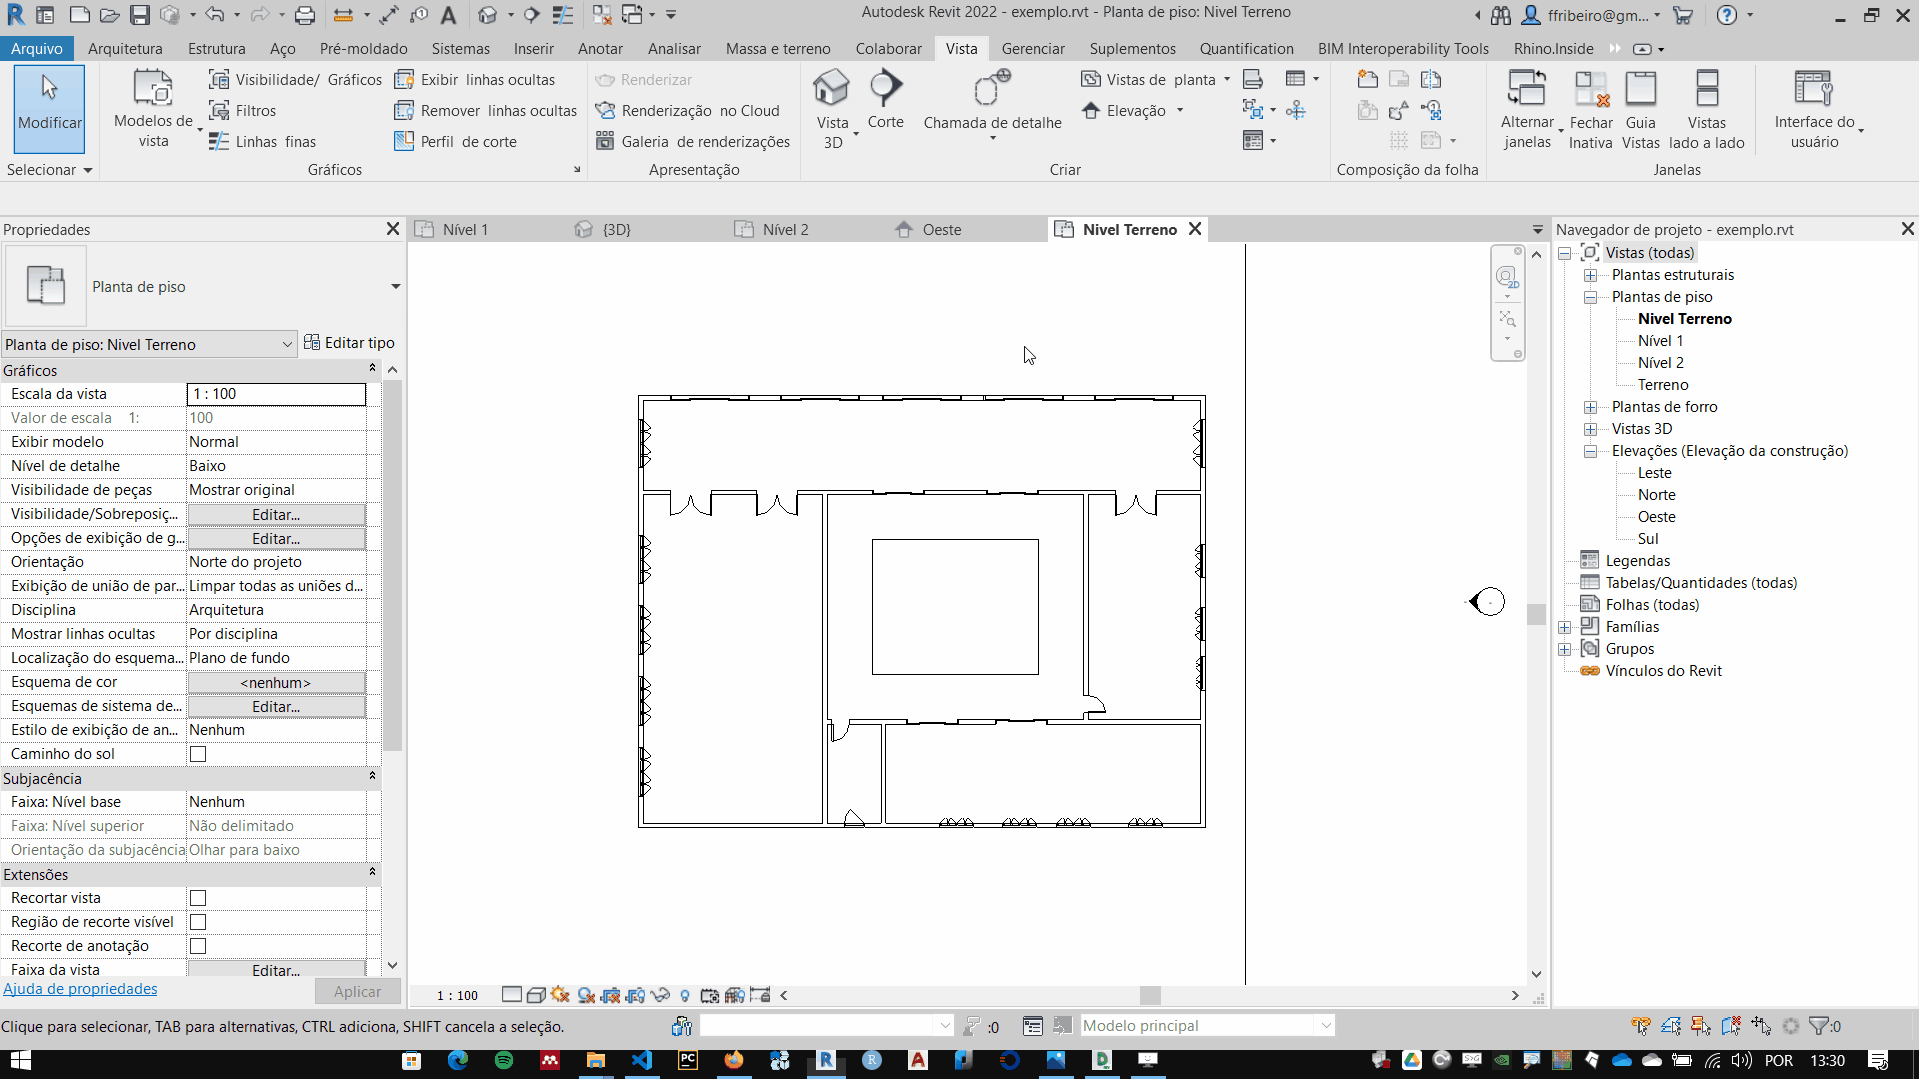 Autodesk Revit 2022 - exemplo.rvt - Planta de piso: Nivel Terreno
ffribeiro@gm...
Arquivo Arquitetura Estrutura Aço Pré-moldado Sistemas Inserir Anotar Analisar Massa e terreno Colaborar Vista Gerenciar Suplementos Quantification BIM Interoperability Tools Rhino.Inside
Modificar
Selecionar
Modelos de vista
Visibilidade/ Gráficos
Filtros
Linhas finas
Exibir linhas ocultas
Remover linhas ocultas
Perfil de corte
Gráficos
Renderizar
Renderização no Cloud
Galeria de renderizações
Apresentação
Vista 3D
Corte
Chamada de detalhe
Vistas de planta
Elevação
Criar
Composição da folha
Alternar janelas
Fechar Inativa
Guia Vistas
Vistas lado a lado
Janelas
Interface do usuário
Propriedades
Planta de piso
Planta de piso: Nivel Terreno
Editar tipo
Gráficos
Escala da vista 1 : 100
Valor de escala 1: 100
Exibir modelo Normal
Nível de detalhe Baixo
Visibilidade de peças Mostrar original
Visibilidade/Sobreposiç... Editar...
Opções de exibição de g... Editar...
Orientação Norte do projeto
Exibição de união de par... Limpar todas as uniões d...
Disciplina Arquitetura
Mostrar linhas ocultas Por disciplina
Localização do esquema... Plano de fundo
Esquema de cor <nenhum>
Esquemas de sistema de... Editar...
Estilo de exibição de an... Nenhum
Caminho do sol
Subjacência
Faixa: Nível base Nenhum
Faixa: Nível superior Não delimitado
Orientação da subjacência Olhar para baixo
Extensões
Recortar vista
Região de recorte visível
Recorte de anotação
Faixa da vista Editar...
Ajuda de propriedades
Aplicar
Nível 1
{3D}
Nível 2
Oeste
Nivel Terreno
2D
1 : 100
Navegador de projeto - exemplo.rvt
Vistas (todas)
Plantas estruturais
Plantas de piso
Nivel Terreno
Nível 1
Nível 2
Terreno
Plantas de forro
Vistas 3D
Elevações (Elevação da construção)
Leste
Norte
Oeste
Sul
Legendas
Tabelas/Quantidades (todas)
Folhas (todas)
Famílias
Grupos
Vínculos do Revit
Clique para selecionar, TAB para alternativas, CTRL adiciona, SHIFT cancela a seleção.
:0
Modelo principal
:0
POR 13:30